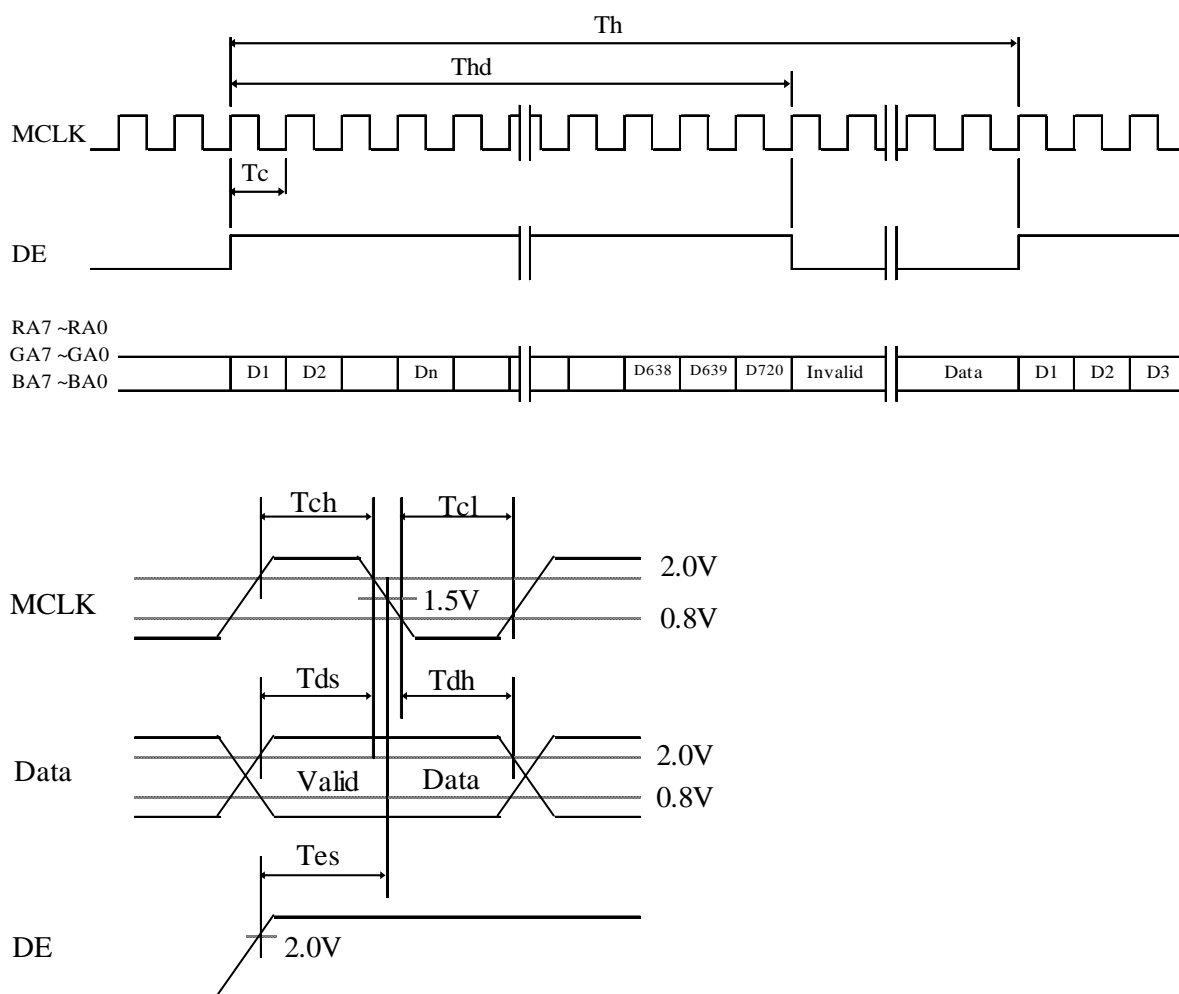 Th
Thd
MCLK
Tc
DE
RA7 ~RA0
GA7 ~GA0
BA7 ~BA0
D1 D2 Dn D638 D639 D720 Invalid Data D1 D2 D3
Tch Tcl
2.0V
MCLK 1.5V
0.8V
Tds Tdh
2.0V
Data Valid Data
0.8V
Tes
DE 2.0V